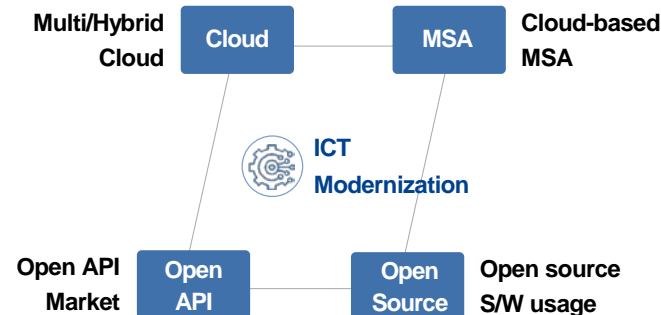 Multi/Hybrid
Cloud
Cloud
MSA
Cloud-based
MSA
ICT
Modernization
Open API
Market
Open
API
Open
Source
Open source
S/W usage